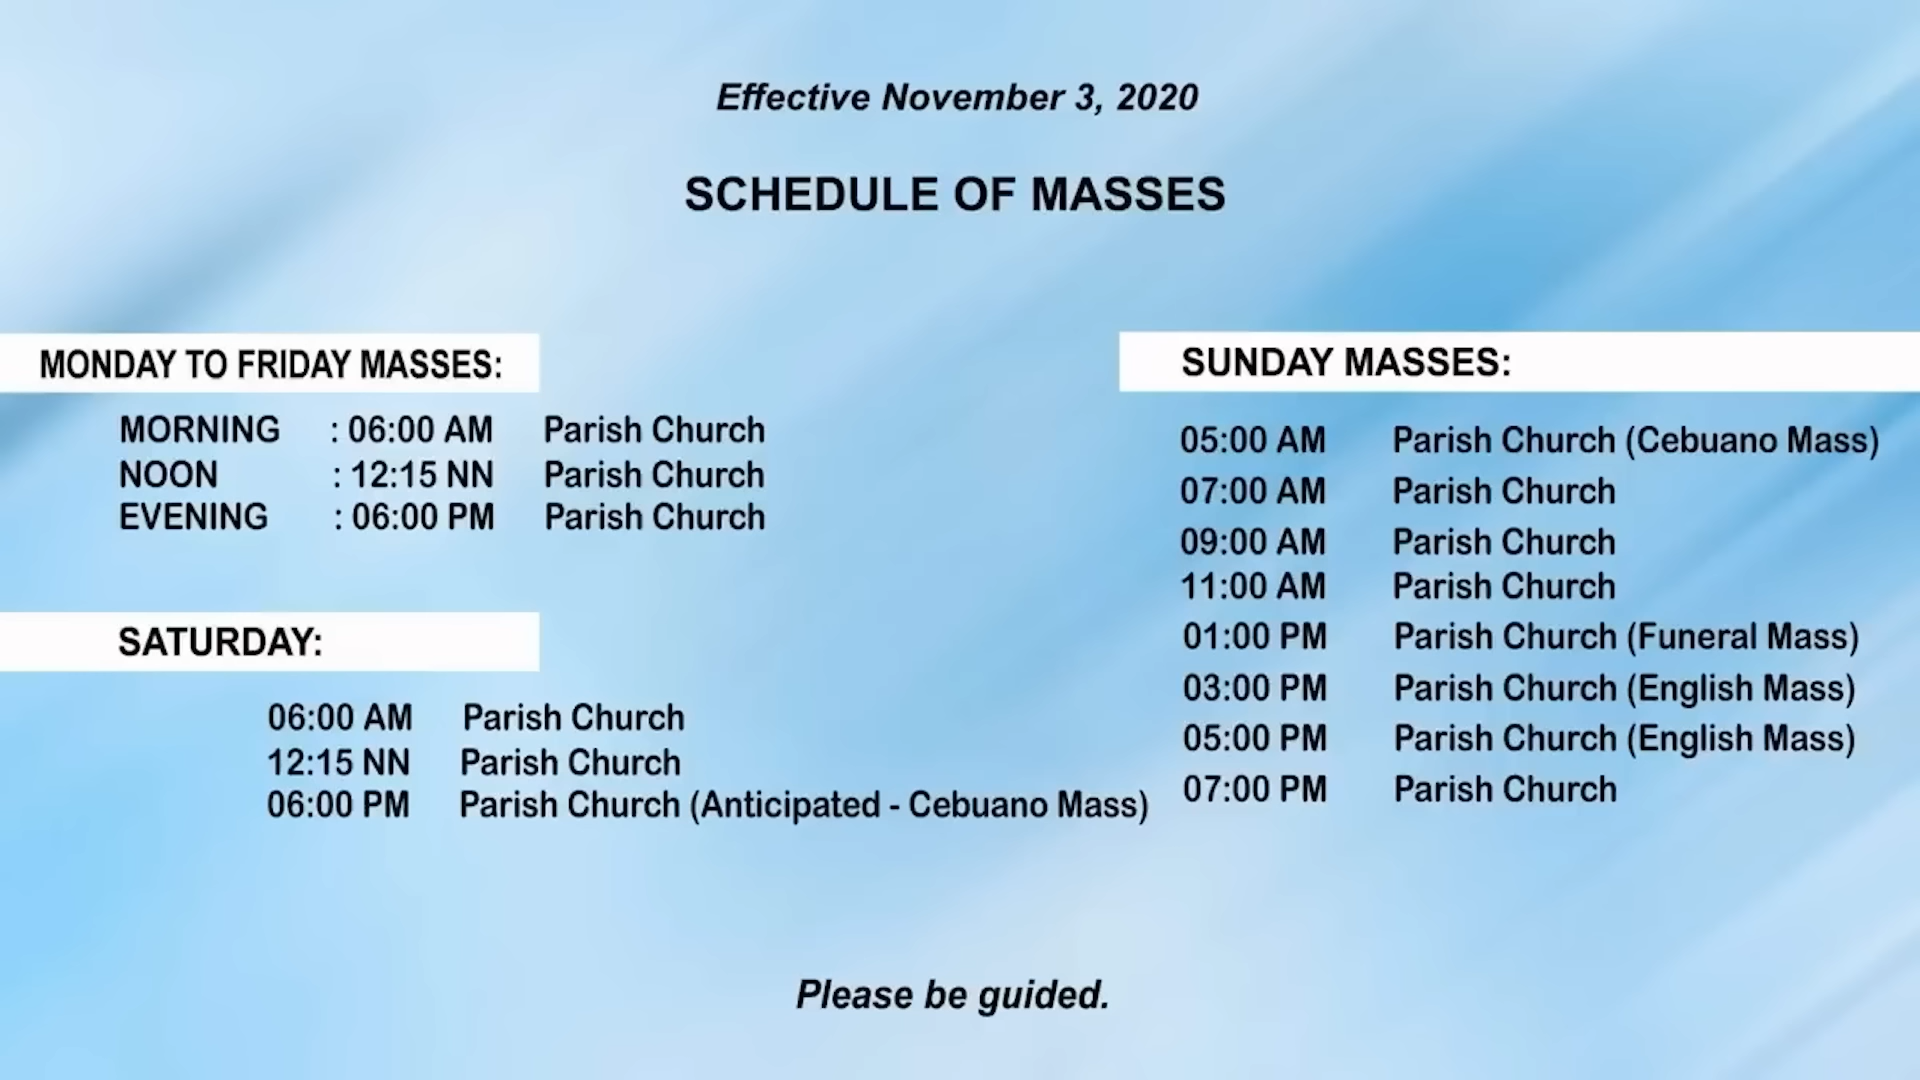 Effective November 3, 2020
SCHEDULE OF MASSES
MONDAY TO FRIDAY MASSES:
MORNING : 06:00 AM Parish Church
NOON : 12:15 NN Parish Church
EVENING : 06:00 PM Parish Church
SATURDAY:
06:00 AM Parish Church
12:15 NN Parish Church
06:00 PM Parish Church (Anticipated - Cebuano Mass)
SUNDAY MASSES:
05:00 AM Parish Church (Cebuano Mass)
07:00 AM Parish Church
09:00 AM Parish Church
11:00 AM Parish Church
01:00 PM Parish Church (Funeral Mass)
03:00 PM Parish Church (English Mass)
05:00 PM Parish Church (English Mass)
07:00 PM Parish Church
Please be guided.